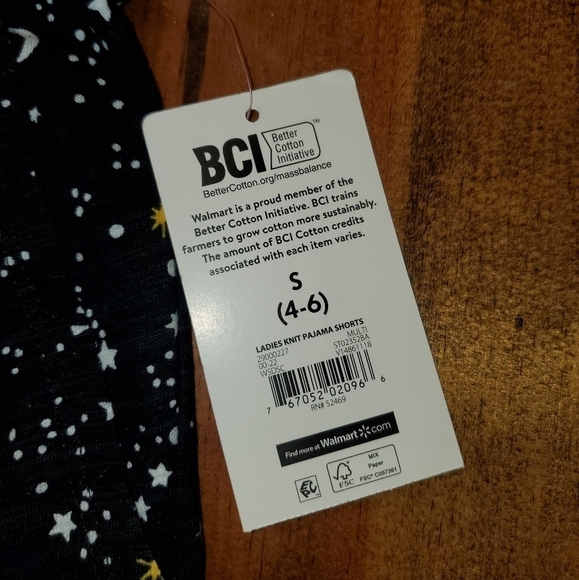 BCI Better Cotton Initiative™
BetterCotton.org/massbalance
Walmart is a proud member of the
Better Cotton Initiative. BCI trains
farmers to grow cotton more sustainably.
The amount of BCI Cotton credits
associated with each item varies.
S
(4-6)
LADIES KNIT PAJAMA SHORTS
29000227 MULTI
00-22 ST02352BA
WSDSC V14861118
7 67052 02096 6
RN# 52469
Find more at Walmart.com
EPC
FSC
MIX
Paper
FSC® C057391